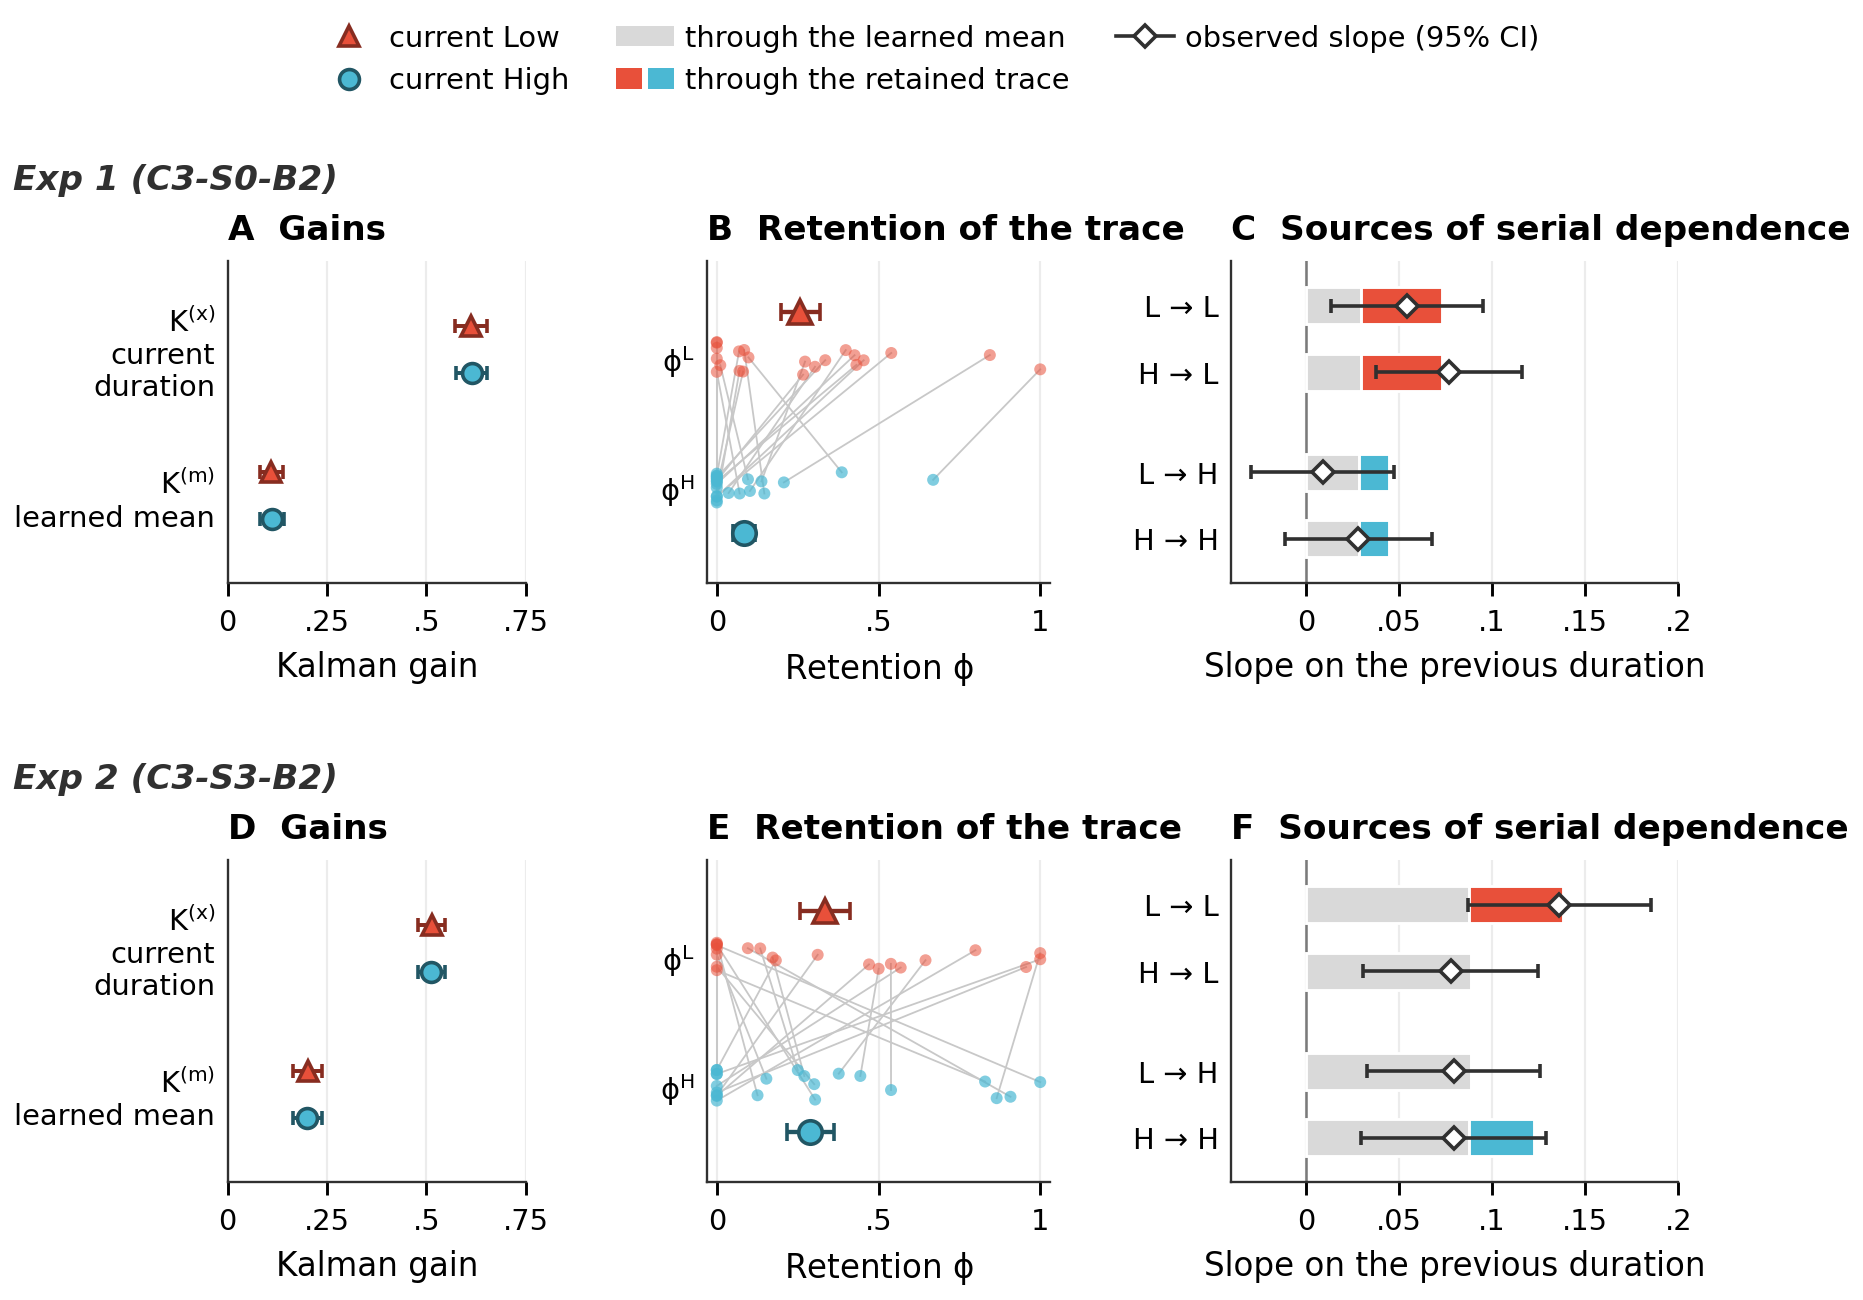 current Low
current High
through the learned mean
through the retained trace
observed slope (95% CI)
Exp 1 (C3-S0-B2)
A Gains
K(x)
current
duration
K(m)
learned mean
0 .25 .5 .75
Kalman gain
B Retention of the trace
ϕL
ϕH
0 .5 1
Retention ϕ
C Sources of serial dependence
L → L
H → L
L → H
H → H
0 .05 .1 .15 .2
Slope on the previous duration
Exp 2 (C3-S3-B2)
D Gains
K(x)
current
duration
K(m)
learned mean
0 .25 .5 .75
Kalman gain
E Retention of the trace
ϕL
ϕH
0 .5 1
Retention ϕ
F Sources of serial dependence
L → L
H → L
L → H
H → H
0 .05 .1 .15 .2
Slope on the previous duration